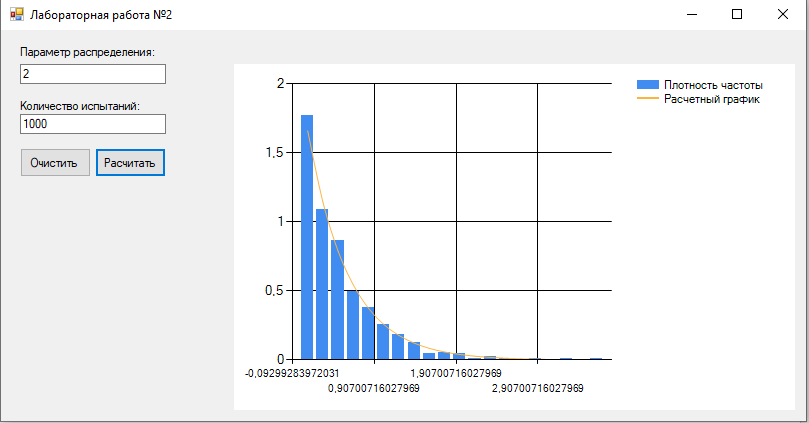 Лабораторная работа №2
Параметр распределения:
2
Количество испытаний:
1000
Очистить
Расчитать
2
1,5
1
0,5
0
-0,09299283972031
0,90700716027969
1,90700716027969
2,90700716027969
Плотность частоты
Расчетный график